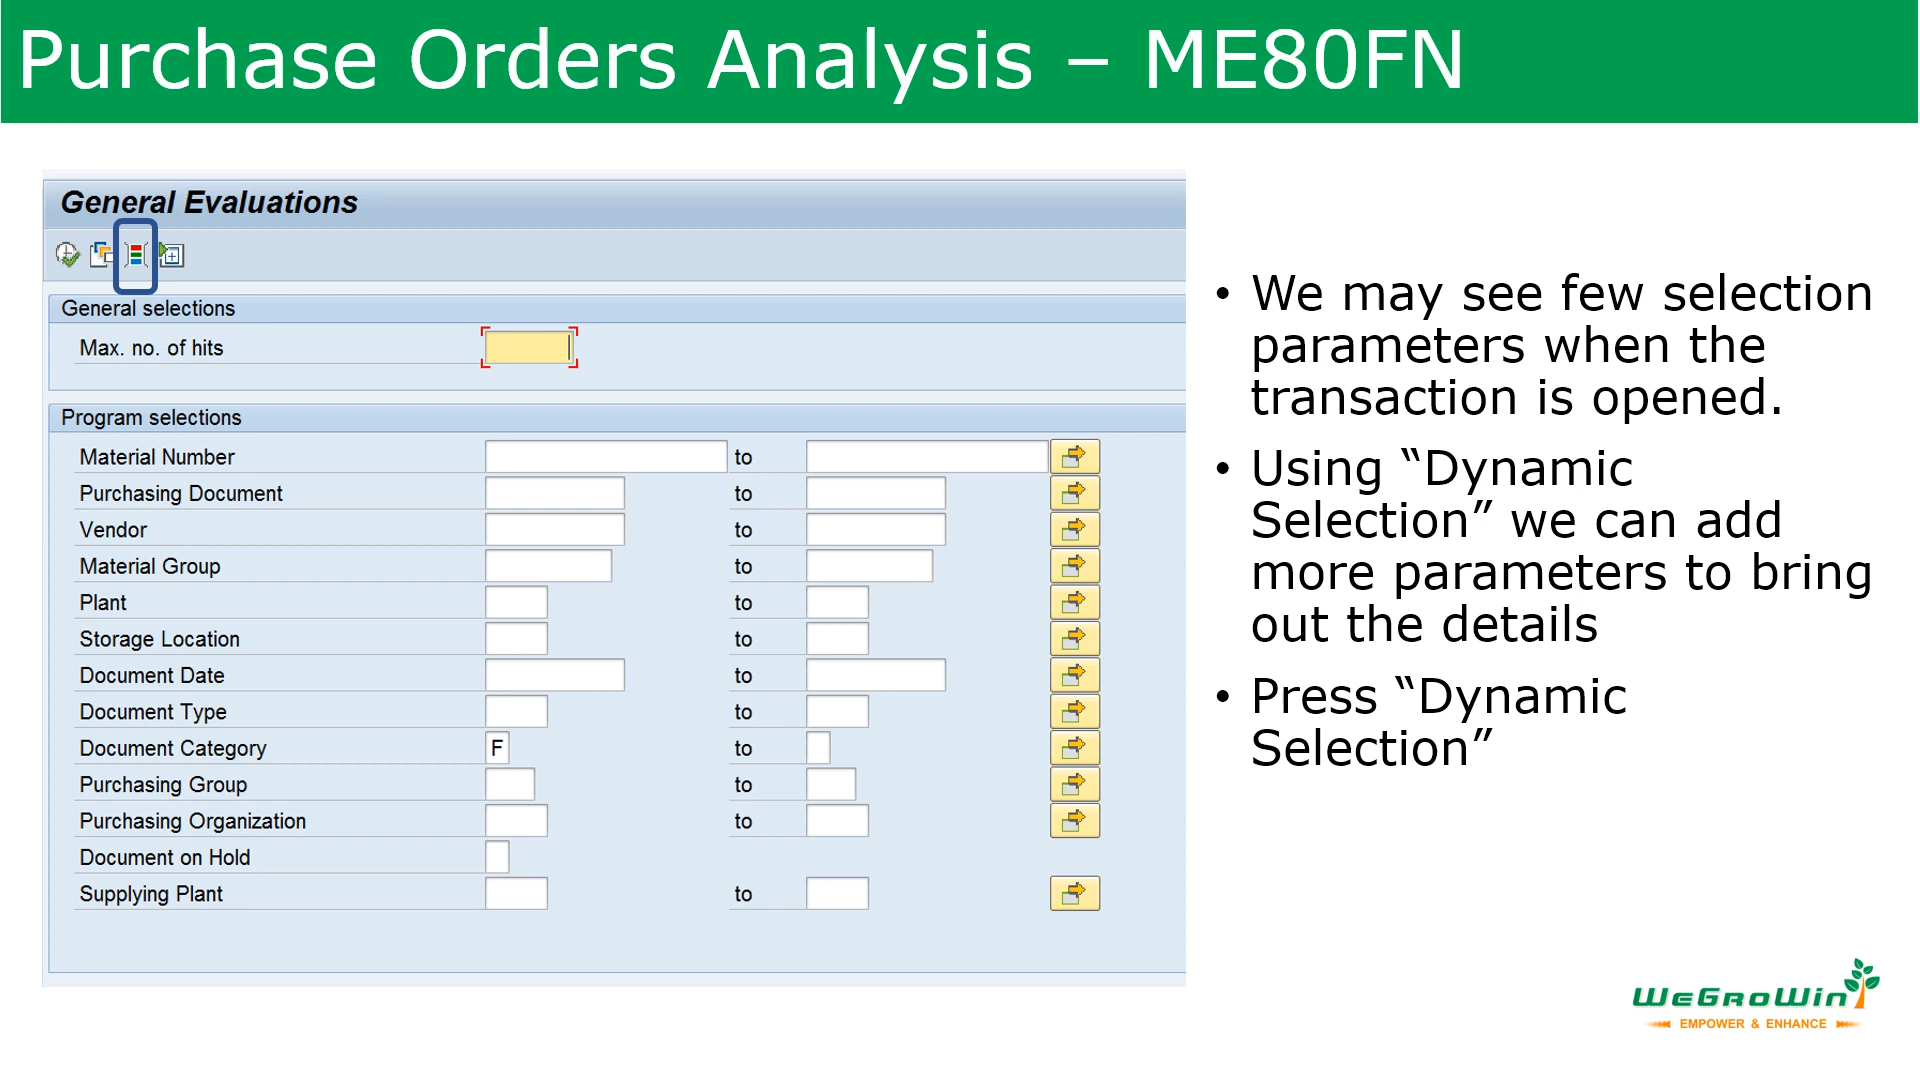 Purchase Orders Analysis – ME80FN
General Evaluations
General selections
Max. no. of hits
Program selections
Material Number to
Purchasing Document to
Vendor to
Material Group to
Plant to
Storage Location to
Document Date to
Document Type to
Document Category F to
Purchasing Group to
Purchasing Organization to
Document on Hold
Supplying Plant to
• We may see few selection
parameters when the
transaction is opened.
• Using “Dynamic
Selection” we can add
more parameters to bring
out the details
• Press “Dynamic
Selection”
WeGroWin
EMPOWER & ENHANCE